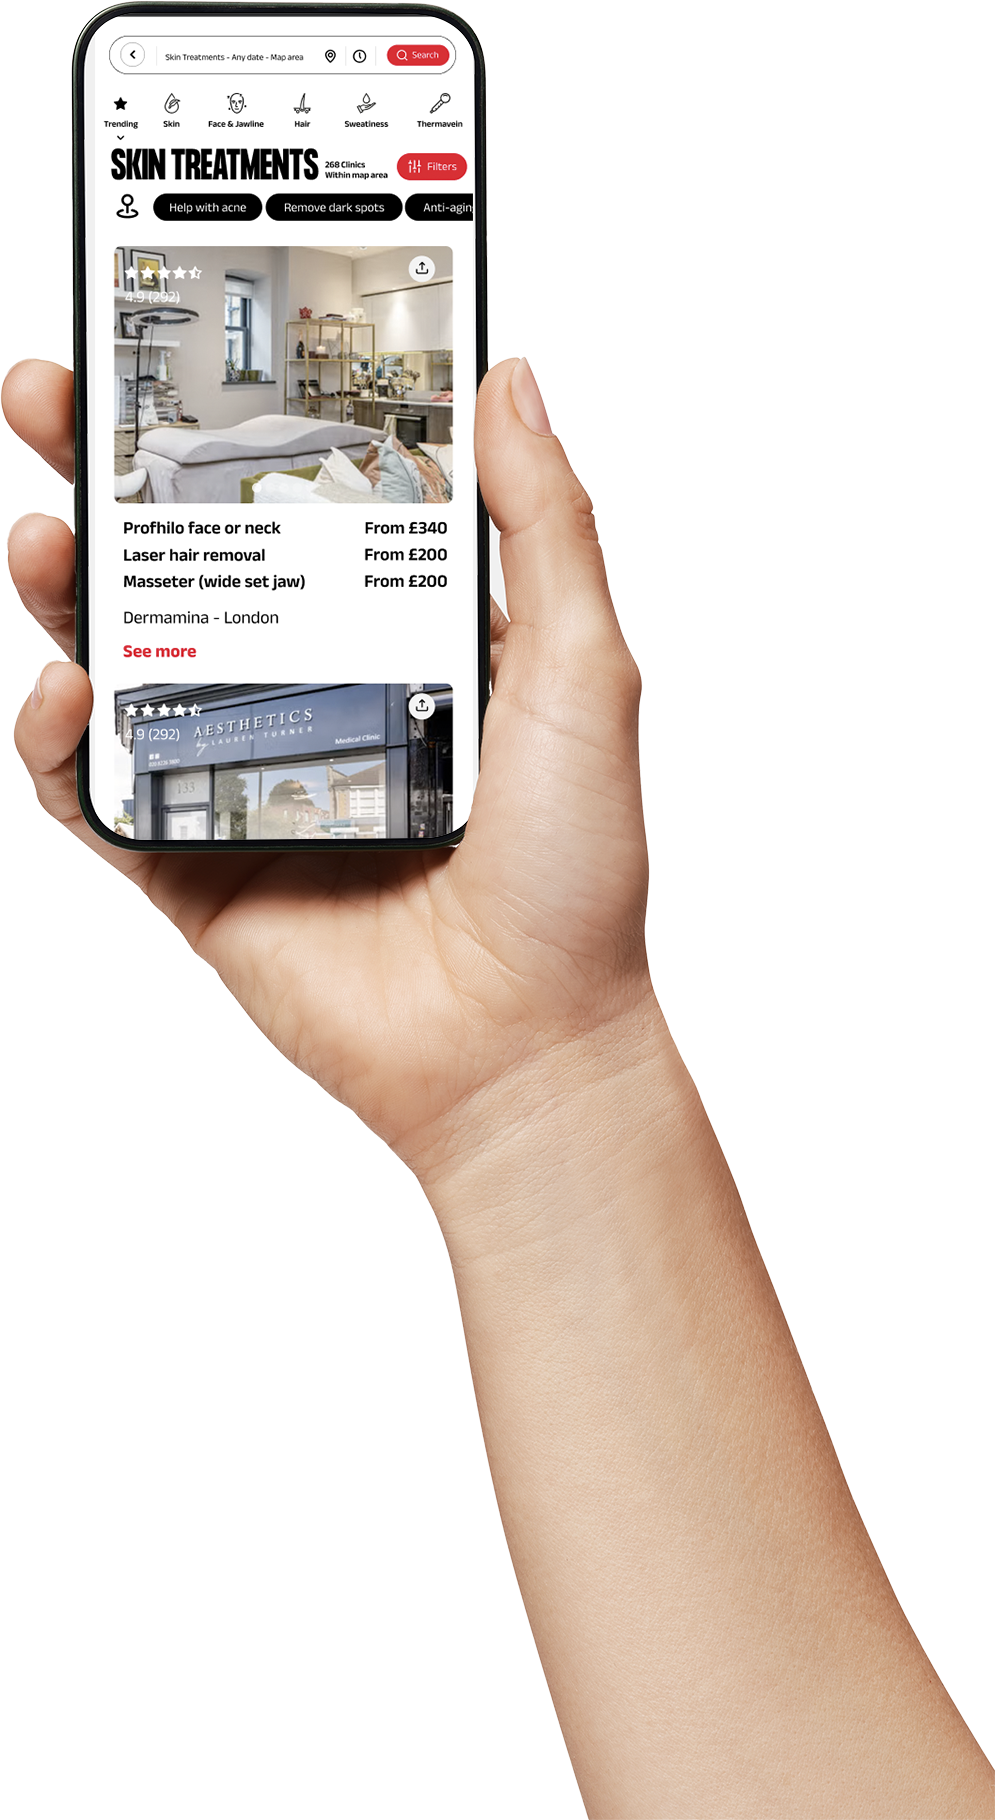 Skin Treatments - Any date - Map area
Search
Trending
Skin
Face & Jawline
Hair
Sweatiness
Thermavein
SKIN TREATMENTS
268 Clinics
Within map area
Filters
Help with acne
Remove dark spots
Anti-agin
4.9 (292)
Profhilo face or neck From £340
Laser hair removal From £200
Masseter (wide set jaw) From £200
Dermamina - London
See more
4.9 (292)
AESTHETICS
by LAUREN TURNER
Medical Clinic
133